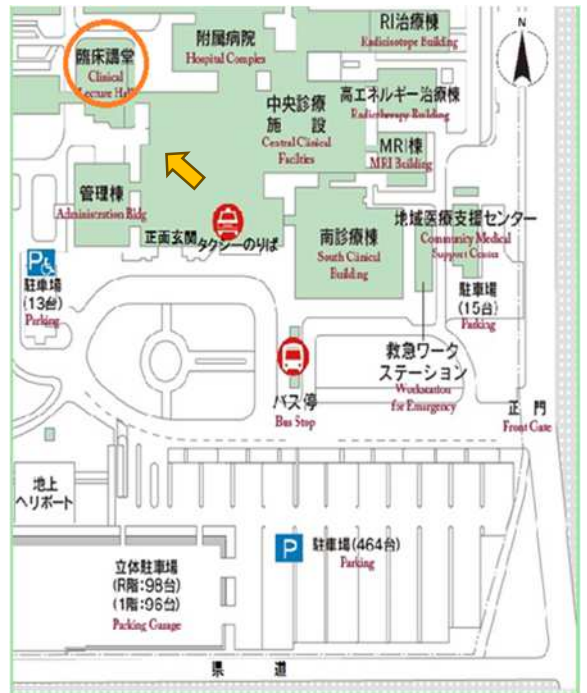 RI治療棟
Radioisotope Building
N
附属病院
Hospital Complex
臨床講堂
Clinical
Lecture Hall
中央診療
施 設
Central Clinical
Facilties
高エネルギー治療棟
Radiotherapy Building
MRI棟
MRI Building
管理棟
Administration Bldg
正面玄関
タクシーのりば
南診療棟
South Clinical
Building
地域医療支援センター
Community Medical
Support Center
P
駐車場
(13台)
Parking
駐車場
(15台)
Parking
救急ワーク
ステーション
Workstation
for Emergency
バス停
Bus Stop
正 門
Front Gate
地上
ヘリポート
P
駐車場(464台)
Parking
立体駐車場
(R階:98台)
(1階:96台)
Parking Garage
県 道